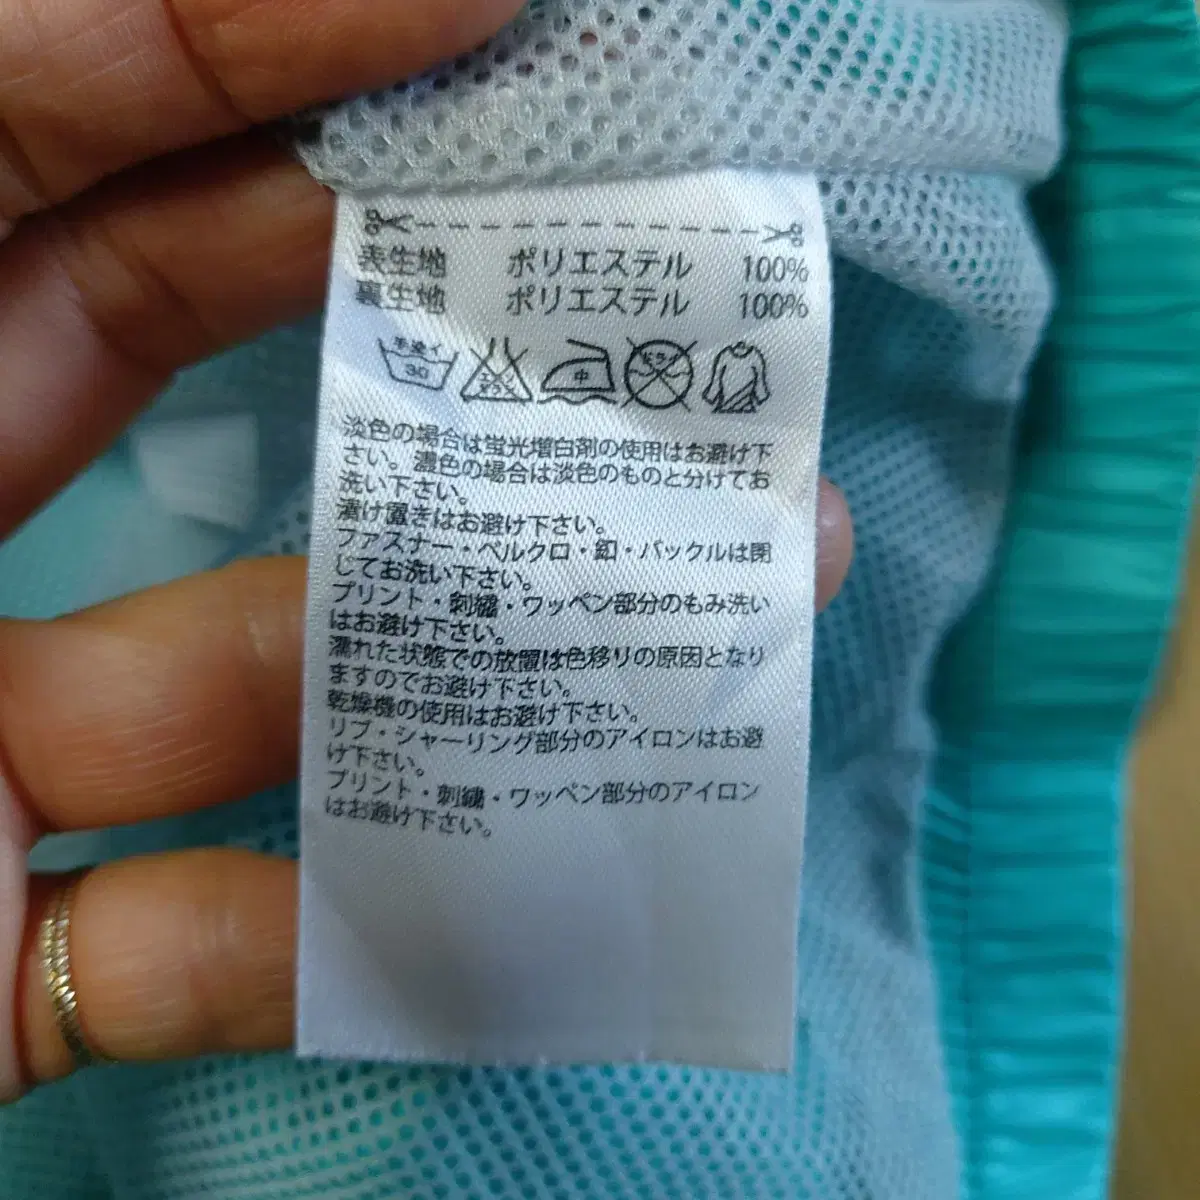 表生地 ポリエステル 100%
裏生地 ポリエステル 100%
手洗イ 30 エンソ サラシ 中 ドライ
淡色の場合は蛍光増白剤の使用はお避け下
さい。濃色の場合は淡色のものと分けてお
洗い下さい。
漬け置きはお避け下さい。
ファスナー・ベルクロ・釦・バックルは閉
じてお洗い下さい。
プリント・刺繍・ワッペン部分のもみ洗い
はお避け下さい。
濡れた状態での放置は色移りの原因となり
ますのでお避け下さい。
乾燥機の使用はお避け下さい。
リブ・シャーリング部分のアイロンはお避
け下さい。
プリント・刺繍・ワッペン部分のアイロン
はお避け下さい。